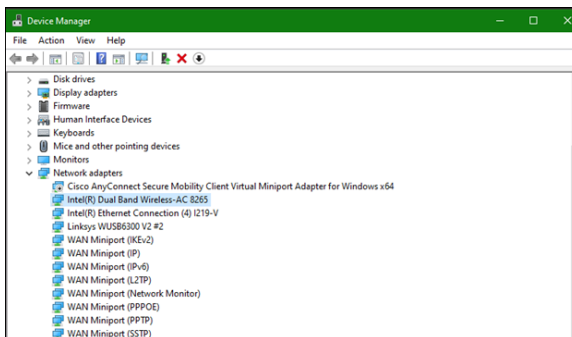 Device Manager
File Action View Help
Disk drives
Display adapters
Firmware
Human Interface Devices
Keyboards
Mice and other pointing devices
Monitors
Network adapters
Cisco AnyConnect Secure Mobility Client Virtual Miniport Adapter for Windows x64
Intel(R) Dual Band Wireless-AC 8265
Intel(R) Ethernet Connection (4) I219-V
Linksys WUSB6300 V2 #2
WAN Miniport (IKEv2)
WAN Miniport (IP)
WAN Miniport (IPv6)
WAN Miniport (L2TP)
WAN Miniport (Network Monitor)
WAN Miniport (PPPOE)
WAN Miniport (PPTP)
WAN Miniport (SSTP)